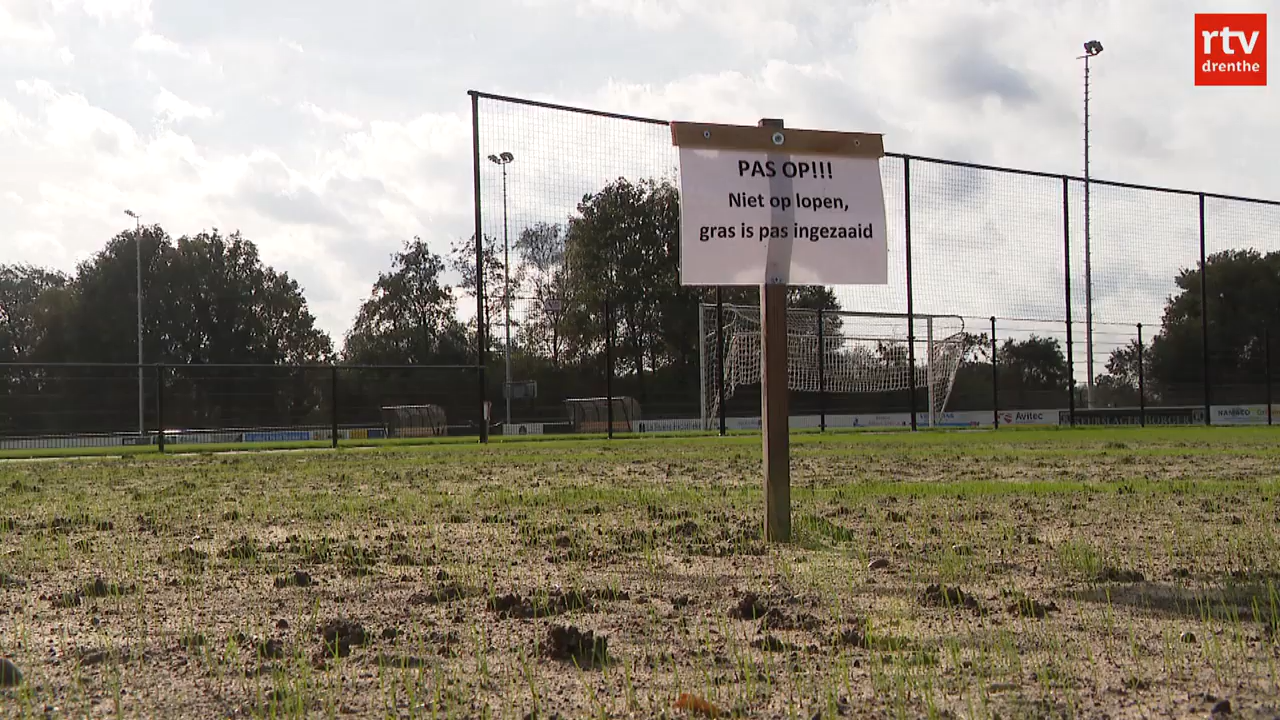 rtv
drenthe
PAS OP!!!
Niet op lopen,
gras is pas ingezaaid
Avitec